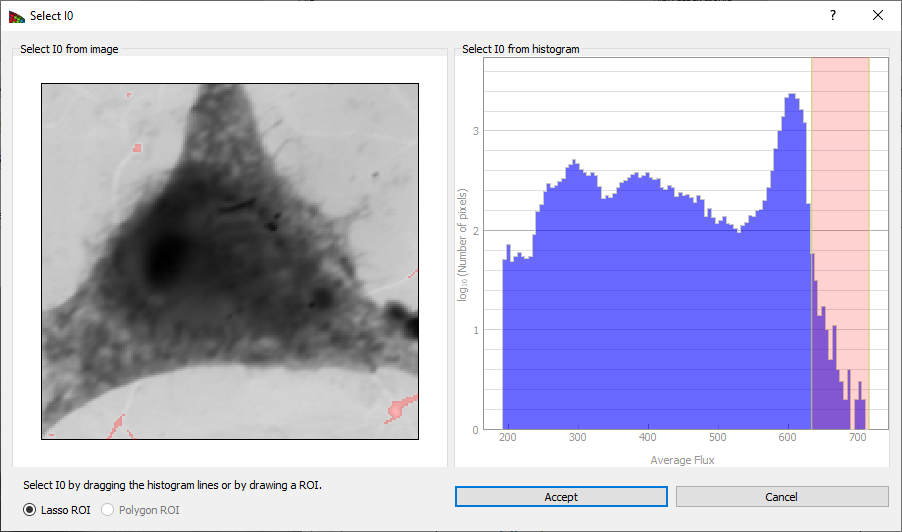 Select I0
?
Select I0 from image
Select I0 from histogram
log₁₀ (Number of pixels)
3
2
1
0
200 300 400 500 600 700
Average Flux
Select I0 by dragging the histogram lines or by drawing a ROI.
Lasso ROI Polygon ROI
Accept Cancel